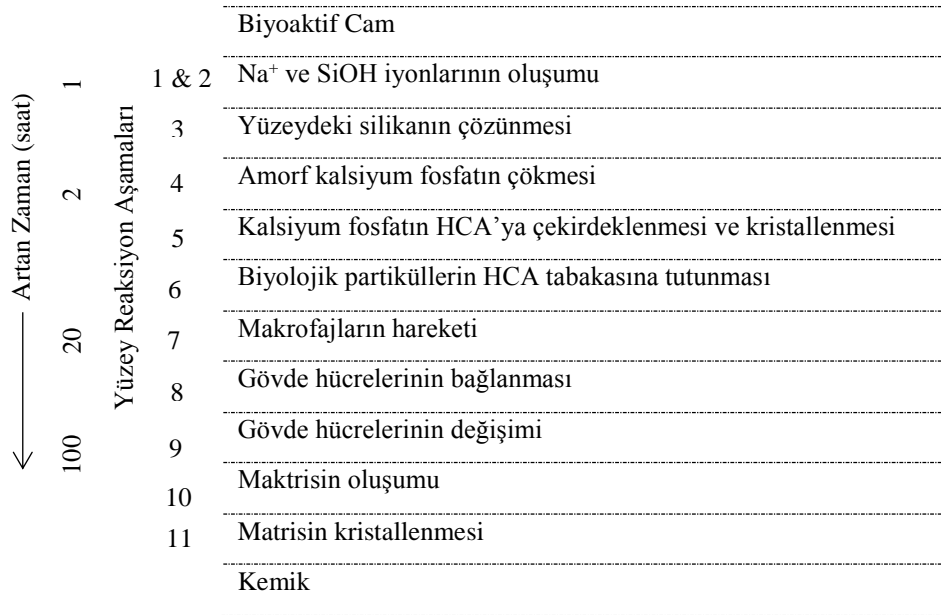 Artan Zaman (saat)
1
2
20
100
Yüzey Reaksiyon Aşamaları
Biyoaktif Cam
1 & 2 Na⁺ ve SiOH iyonlarının oluşumu
3 Yüzeydeki silikanın çözünmesi
4 Amorf kalsiyum fosfatın çökmesi
5 Kalsiyum fosfatın HCA’ya çekirdeklenmesi ve kristallenmesi
6 Biyolojik partiküllerin HCA tabakasına tutunması
7 Makrofajların hareketi
8 Gövde hücrelerinin bağlanması
9 Gövde hücrelerinin değişimi
10 Maktrisin oluşumu
11 Matrisin kristallenmesi
Kemik